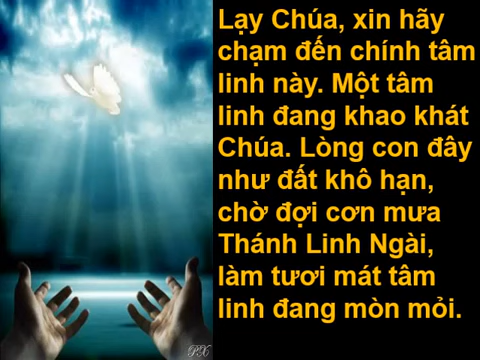 Lạy Chúa, xin hãy
chạm đến chính tâm
linh này. Một tâm
linh đang khao khát
Chúa. Lòng con đây
như đất khô hạn,
chờ đợi cơn mưa
Thánh Linh Ngài,
làm tươi mát tâm
linh đang mòn mỏi.